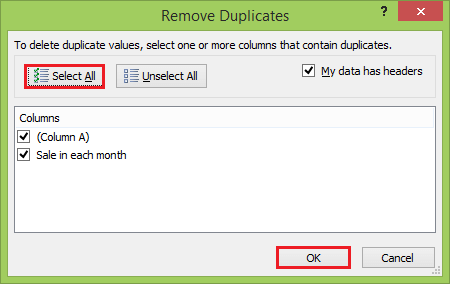 Remove Duplicates
?
To delete duplicate values, select one or more columns that contain duplicates.
Select All
Unselect All
My data has headers
Columns
(Column A)
Sale in each month
OK
Cancel